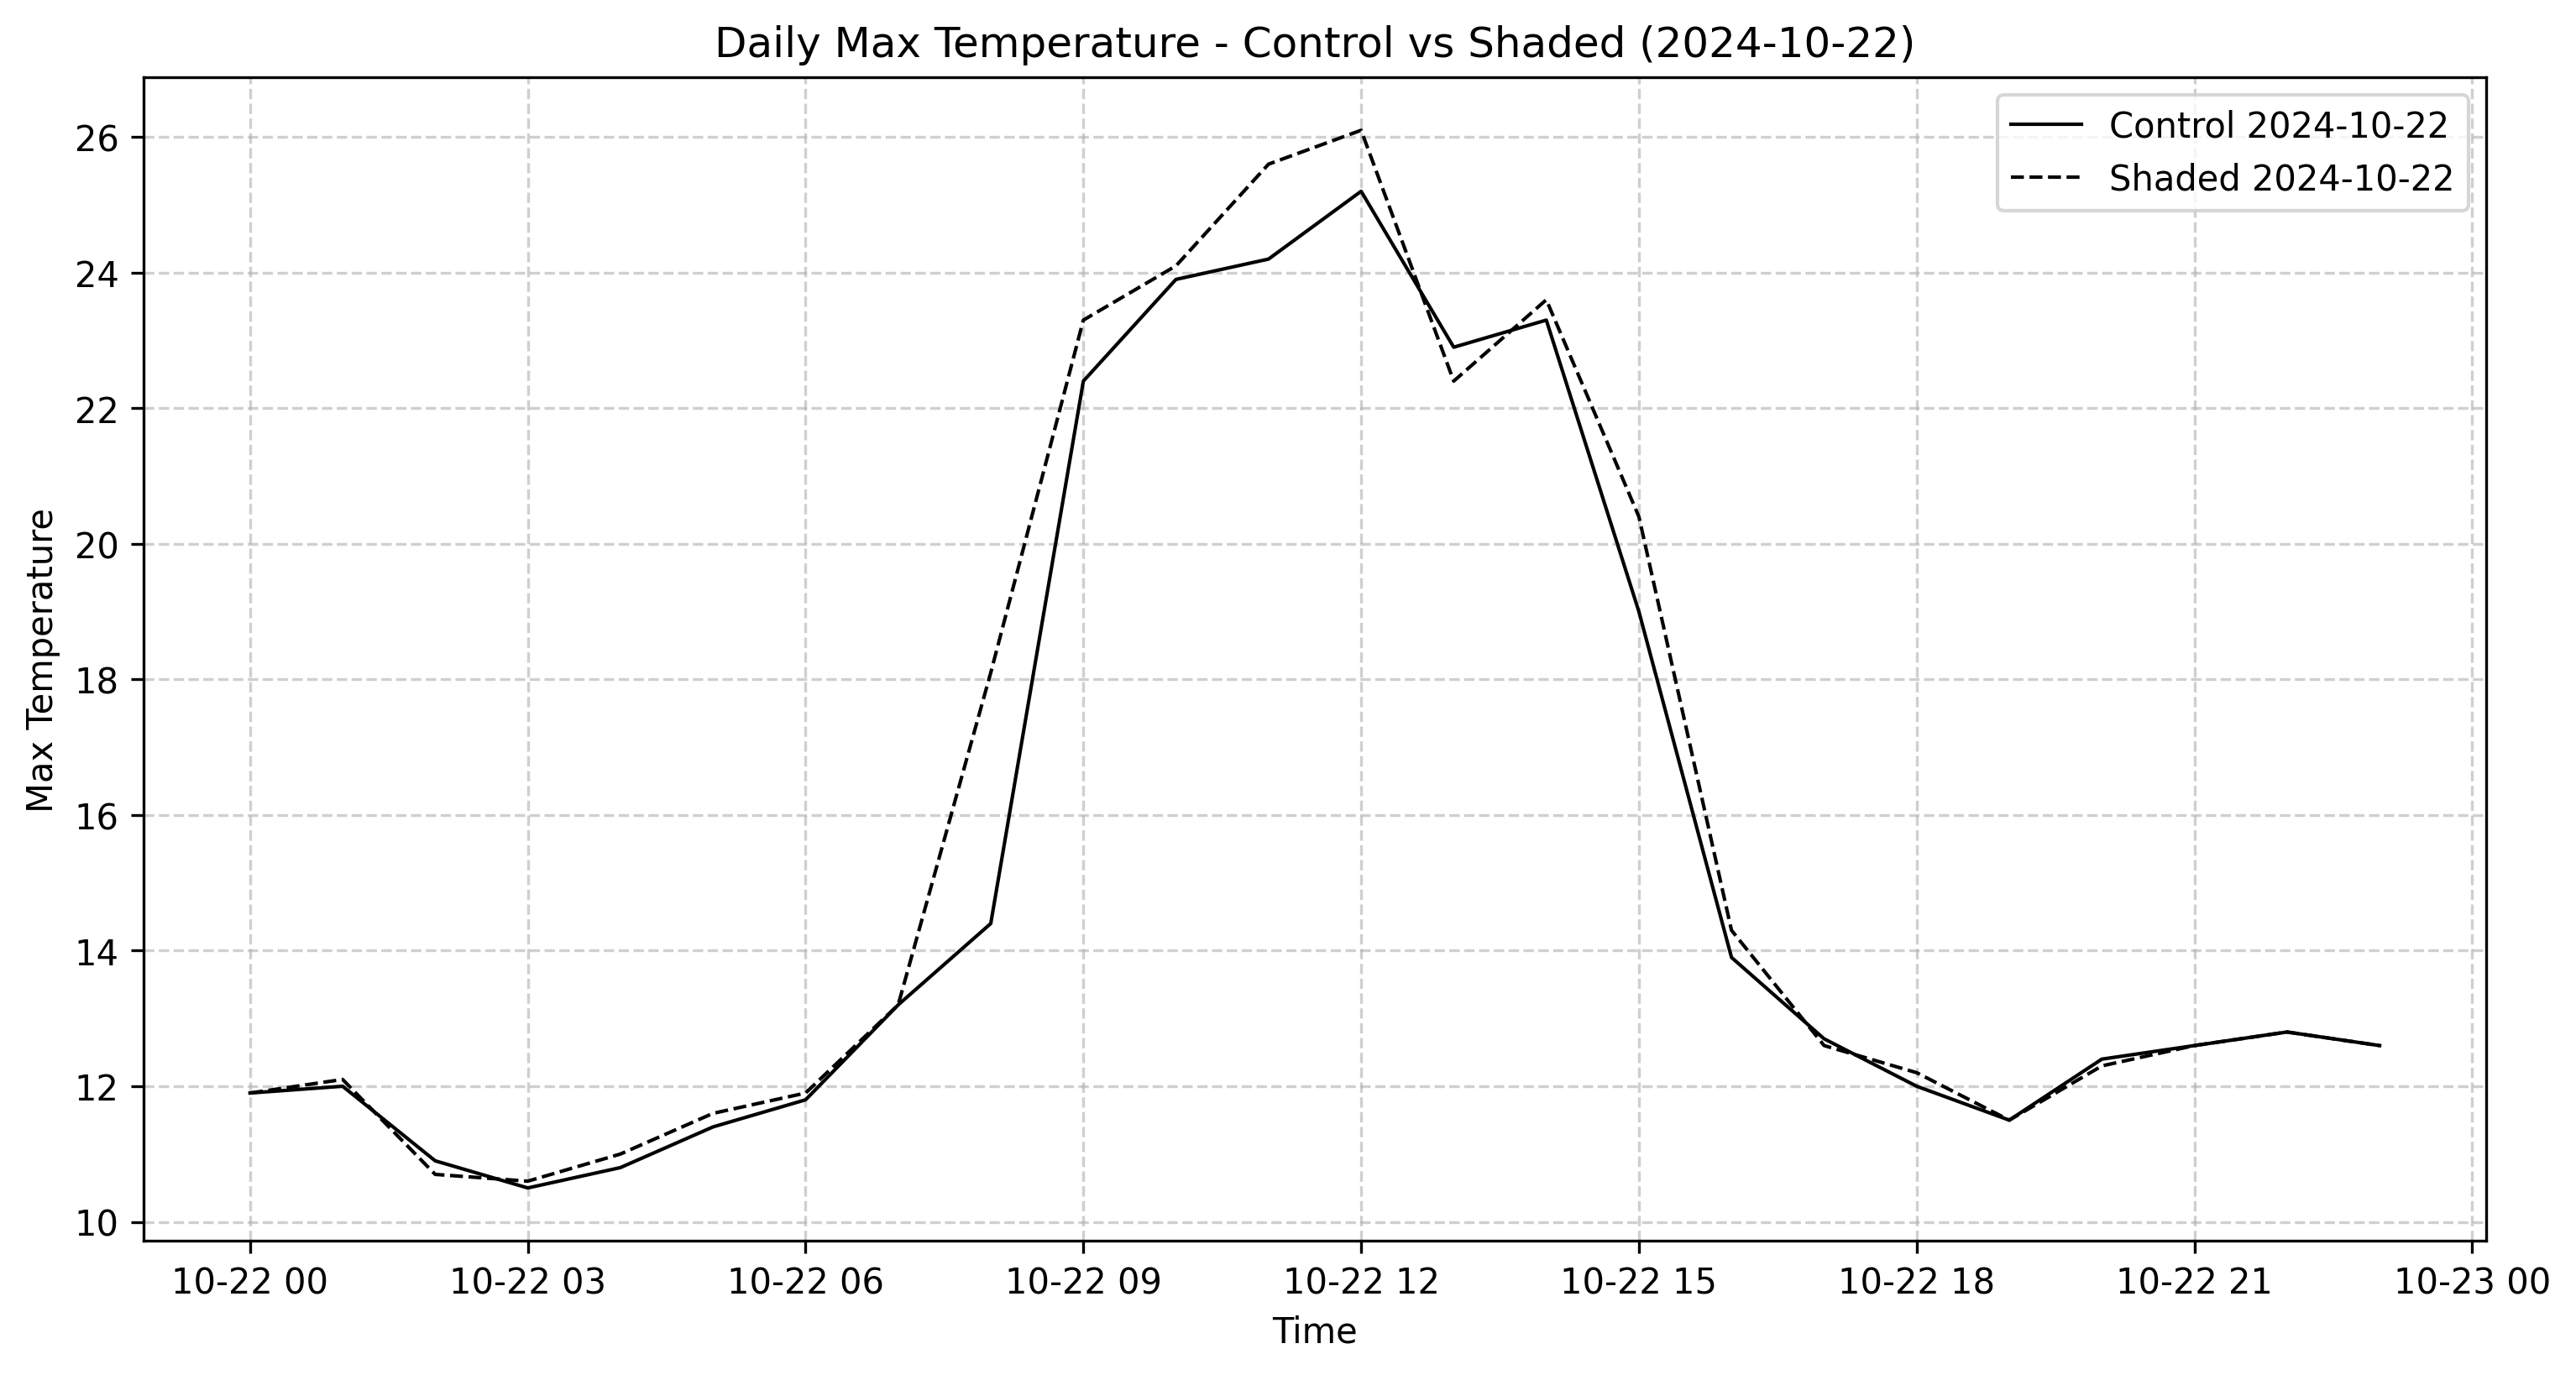 Daily Max Temperature - Control vs Shaded (2024-10-22)
Control 2024-10-22
Shaded 2024-10-22
Max Temperature
26
24
22
20
18
16
14
12
10
10-22 00 10-22 03 10-22 06 10-22 09 10-22 12 10-22 15 10-22 18 10-22 21 10-23 00
Time